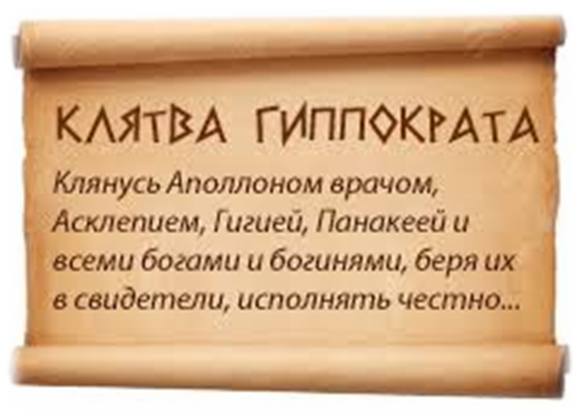 КЛЯТВА ГИППОКРАТА
Клянусь Аполлоном врачом,
Асклепием, Гигией, Панакеей и
всеми богами и богинями, беря их
в свидетели, исполнять честно...